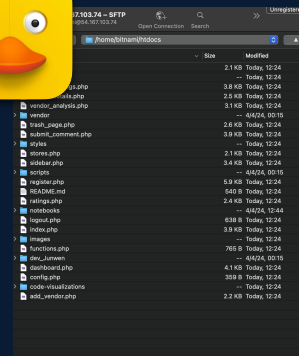 57.103.74 – SFTP
@54.167.103.74
Open Connection
Search
Unregistere
/home/bitnami/htdocs
Size Modified
2.1 KB Today, 12:24
-- Today, 12:24
gs.php 3.8 KB Today, 12:24
ails.php 2.5 KB Today, 12:24
vendor_analysis.php 3.1 KB Today, 12:24
vendor -- 4/4/24, 00:15
trash_page.php 2.6 KB Today, 12:24
submit_comment.php 3.9 KB Today, 12:24
styles -- Today, 12:24
stores.php 2.1 KB Today, 12:24
sidebar.php 3.4 KB Today, 12:24
scripts -- Today, 12:24
register.php 5.9 KB Today, 12:24
README.md 540 B Today, 12:24
ratings.php 2.4 KB Today, 12:24
notebooks -- 4/4/24, 12:44
logout.php 638 B Today, 12:24
index.php 3.9 KB Today, 12:24
images -- Today, 12:24
functions.php 765 B Today, 12:24
dev_Junwen -- 4/4/24, 00:15
dashboard.php 4.1 KB Today, 12:24
config.php 359 B Today, 12:24
code-visualizations -- Today, 12:24
add_vendor.php 2.2 KB Today, 12:24